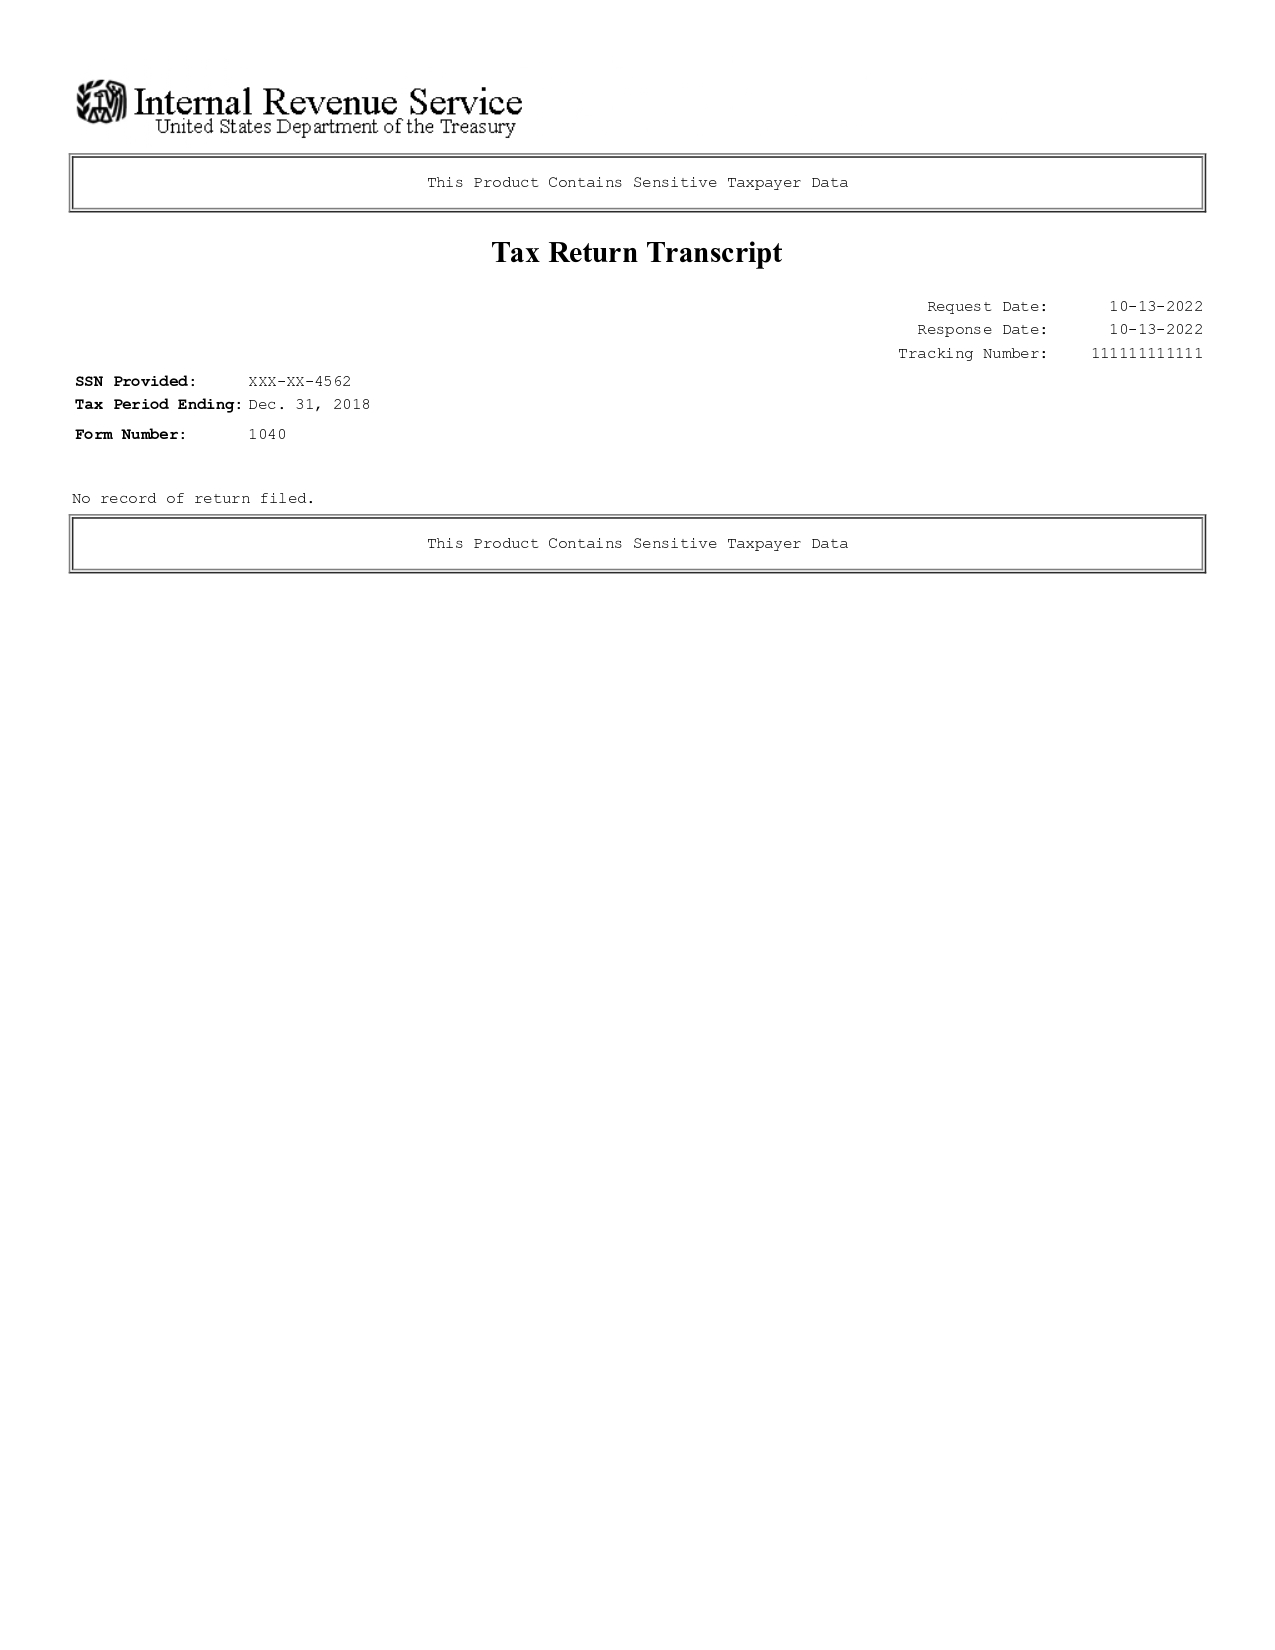 Internal Revenue Service
United States Department of the Treasury
This Product Contains Sensitive Taxpayer Data
Tax Return Transcript
Request Date: 10-13-2022
Response Date: 10-13-2022
Tracking Number: 111111111111
SSN Provided: XXX-XX-4562
Tax Period Ending: Dec. 31, 2018
Form Number: 1040
No record of return filed.
This Product Contains Sensitive Taxpayer Data